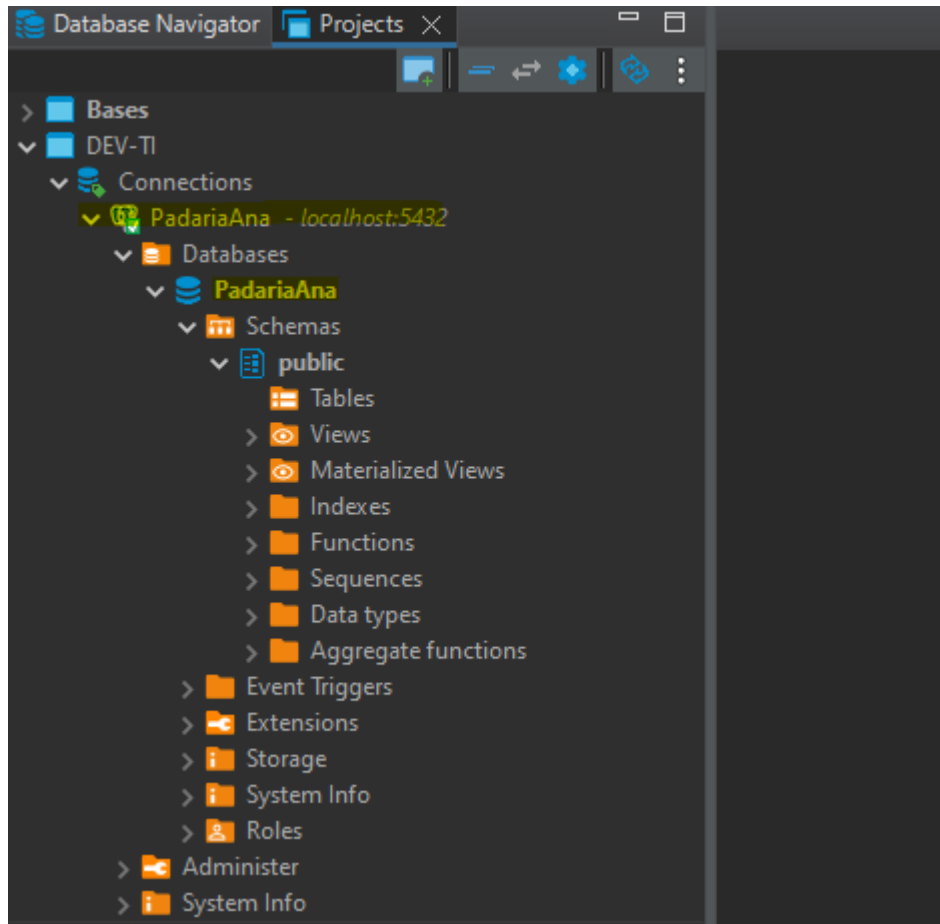 Database Navigator Projects
Bases
DEV-TI
Connections
PadariaAna - localhost:5432
Databases
PadariaAna
Schemas
public
Tables
Views
Materialized Views
Indexes
Functions
Sequences
Data types
Aggregate functions
Event Triggers
Extensions
Storage
System Info
Roles
Administer
System Info